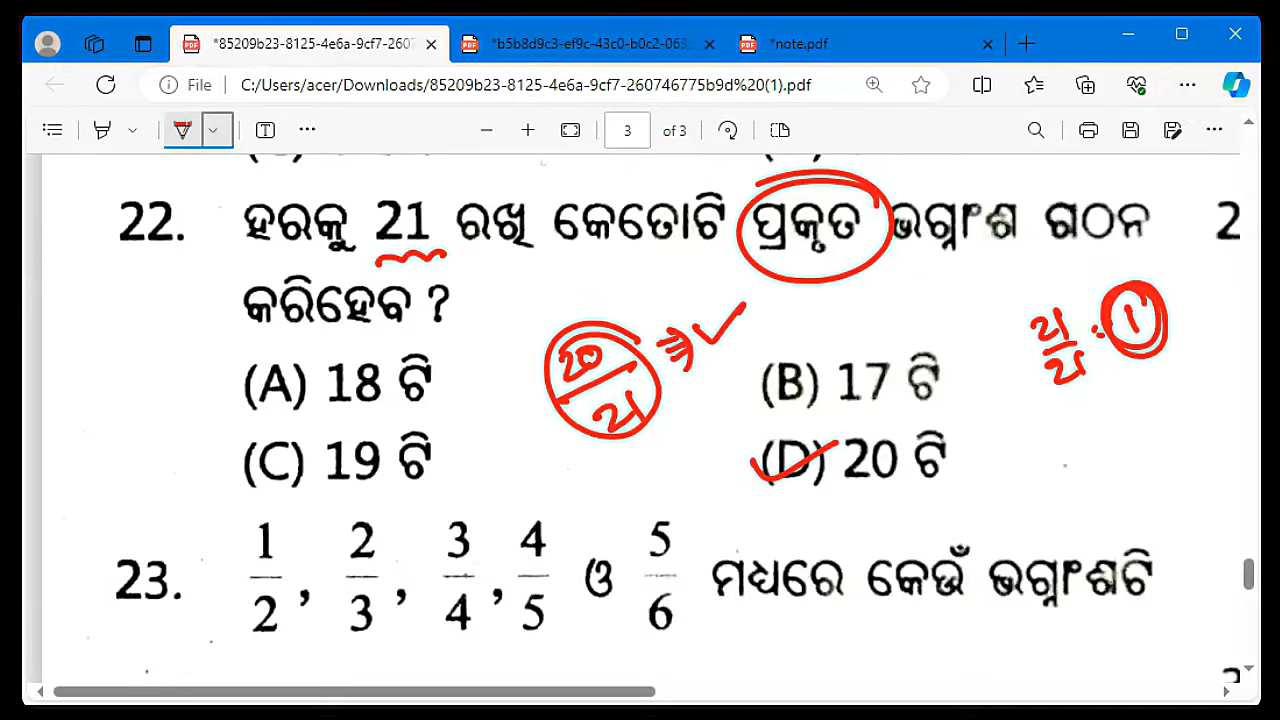 *85209b23-8125-4e6a-9cf7-2607
*b5b8d9c3-ef9c-43c0-b0c2-063
*note.pdf
File C:/Users/acer/Downloads/85209b23-8125-4e6a-9cf7-260746775b9d%20(1).pdf
3 of 3
22. ହରକୁ 21 ରଖି କେତୋଟି ପ୍ରକୃତ ଭଗ୍ନାଂଶ ଗଠନ 2
କରିହେବ ?
(A) 18 ଟି (B) 17 ଟି
(C) 19 ଟି (D) 20 ଟି
23. 1/2, 2/3, 3/4, 4/5 ଓ 5/6 ମଧ୍ୟରେ କେଉଁ ଭଗ୍ନାଂଶଟି